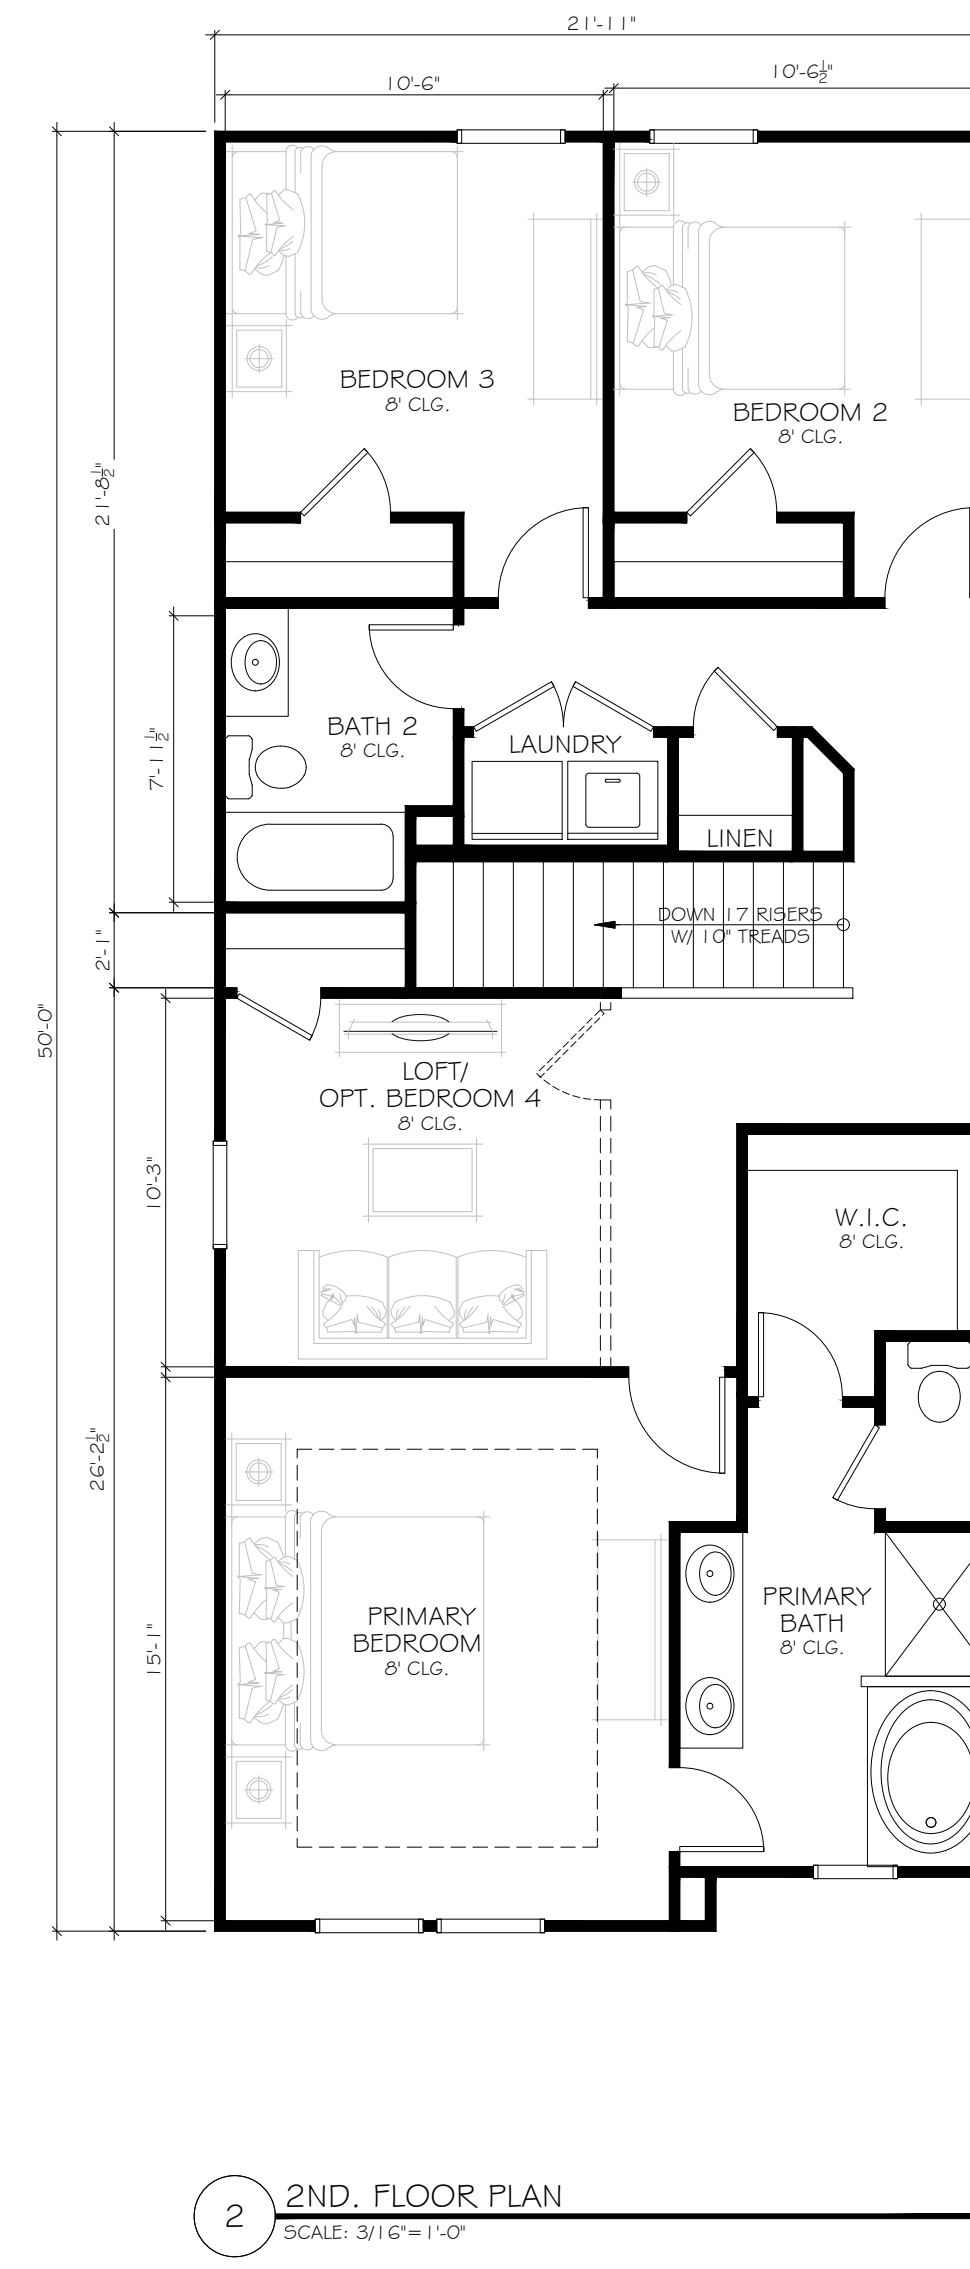 21'-11"
10'-6"
10'-6½"
BEDROOM 3
8' CLG.
BEDROOM 2
8' CLG.
21'-8½"
BATH 2
8' CLG.
LAUNDRY
7'-11½"
LINEN
DOWN 17 RISERS
W/ 10" TREADS
2'-1"
50'-0"
LOFT/
OPT. BEDROOM 4
8' CLG.
10'-3"
W.I.C.
8' CLG.
26'-2½"
PRIMARY
BEDROOM
8' CLG.
PRIMARY
BATH
8' CLG.
15'-1"
2
2ND. FLOOR PLAN
SCALE: 3/16"=1'-0"